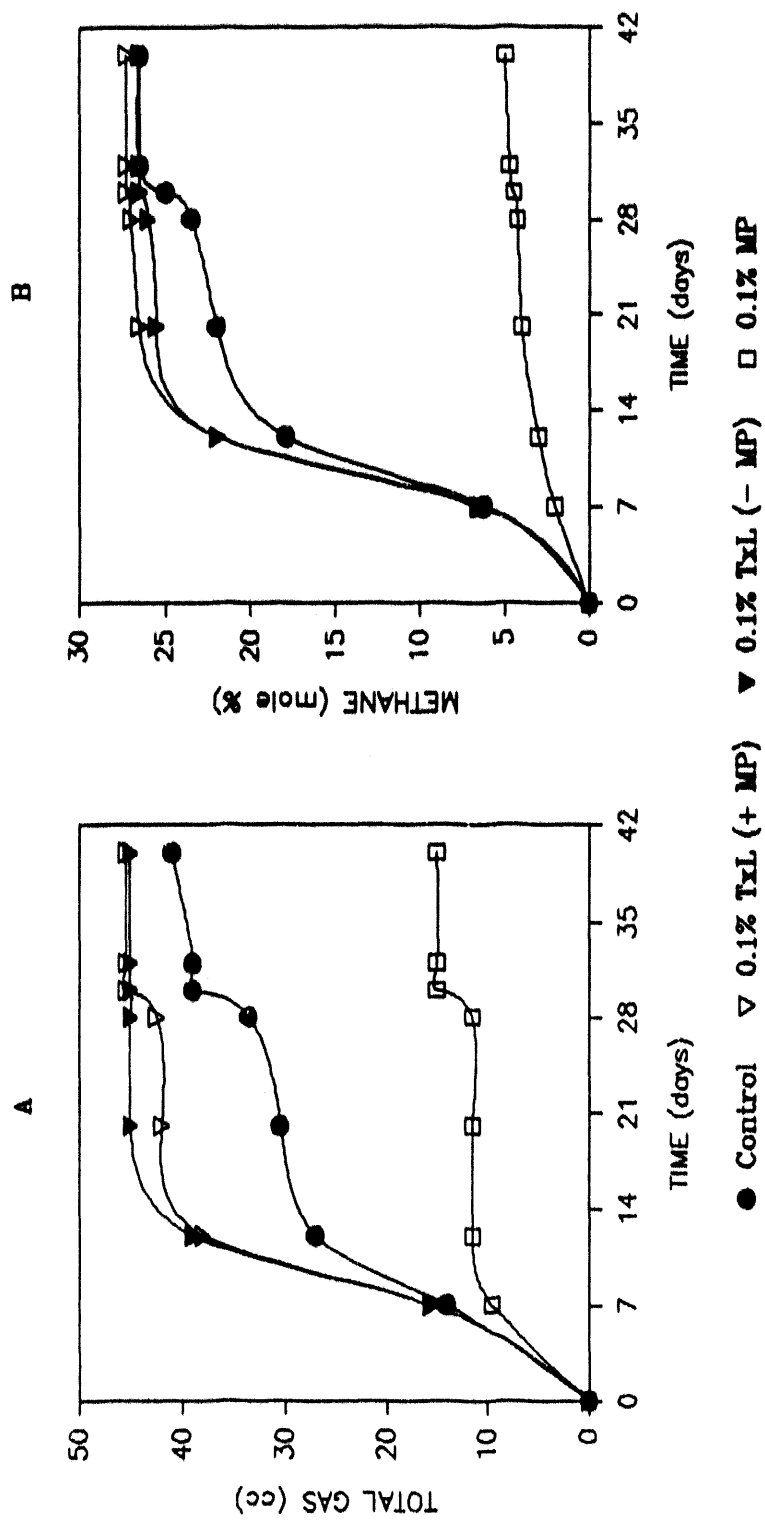 A
TOTAL GAS (cc)
50
40
30
20
10
0
0 7 14 21 28 35 42
TIME (days)
B
METHANE (mole %)
30
25
20
15
10
5
0
0 7 14 21 28 35 42
TIME (days)
Control 0.1% TxL (+ MP) 0.1% TxL (− MP) 0.1% MP